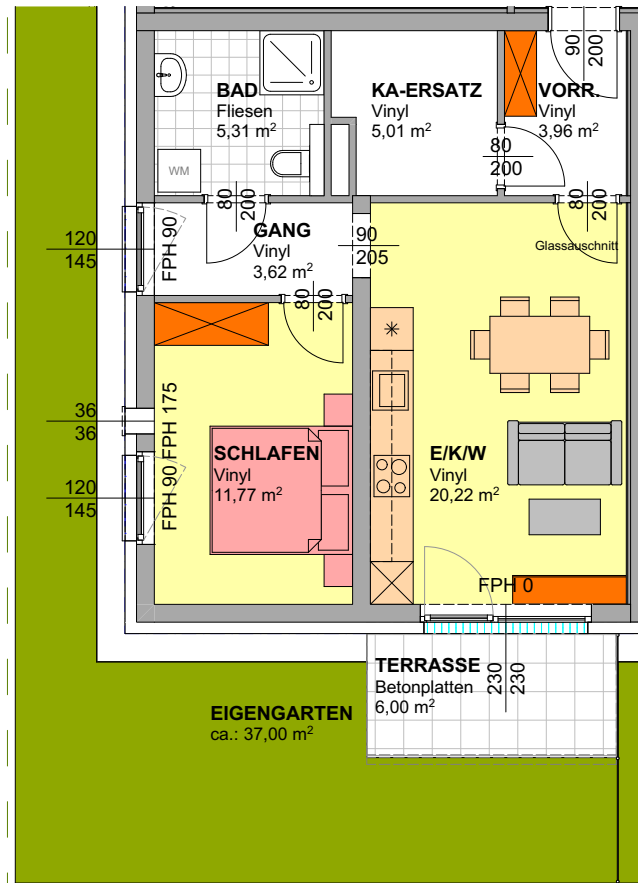 90
200
BAD
Fliesen
5,31 m²
KA-ERSATZ
Vinyl
5,01 m²
VORR.
Vinyl
3,96 m²
WM
80
200
80
200
80
200
GANG
Vinyl
3,62 m²
90
205
Glassauschnitt
120
145
FPH 90
80
200
36
36
FPH 175
SCHLAFEN
Vinyl
11,77 m²
E/K/W
Vinyl
20,22 m²
120
145
FPH 90
FPH 0
TERRASSE
Betonplatten
6,00 m²
230
230
EIGENGARTEN
ca.: 37,00 m²